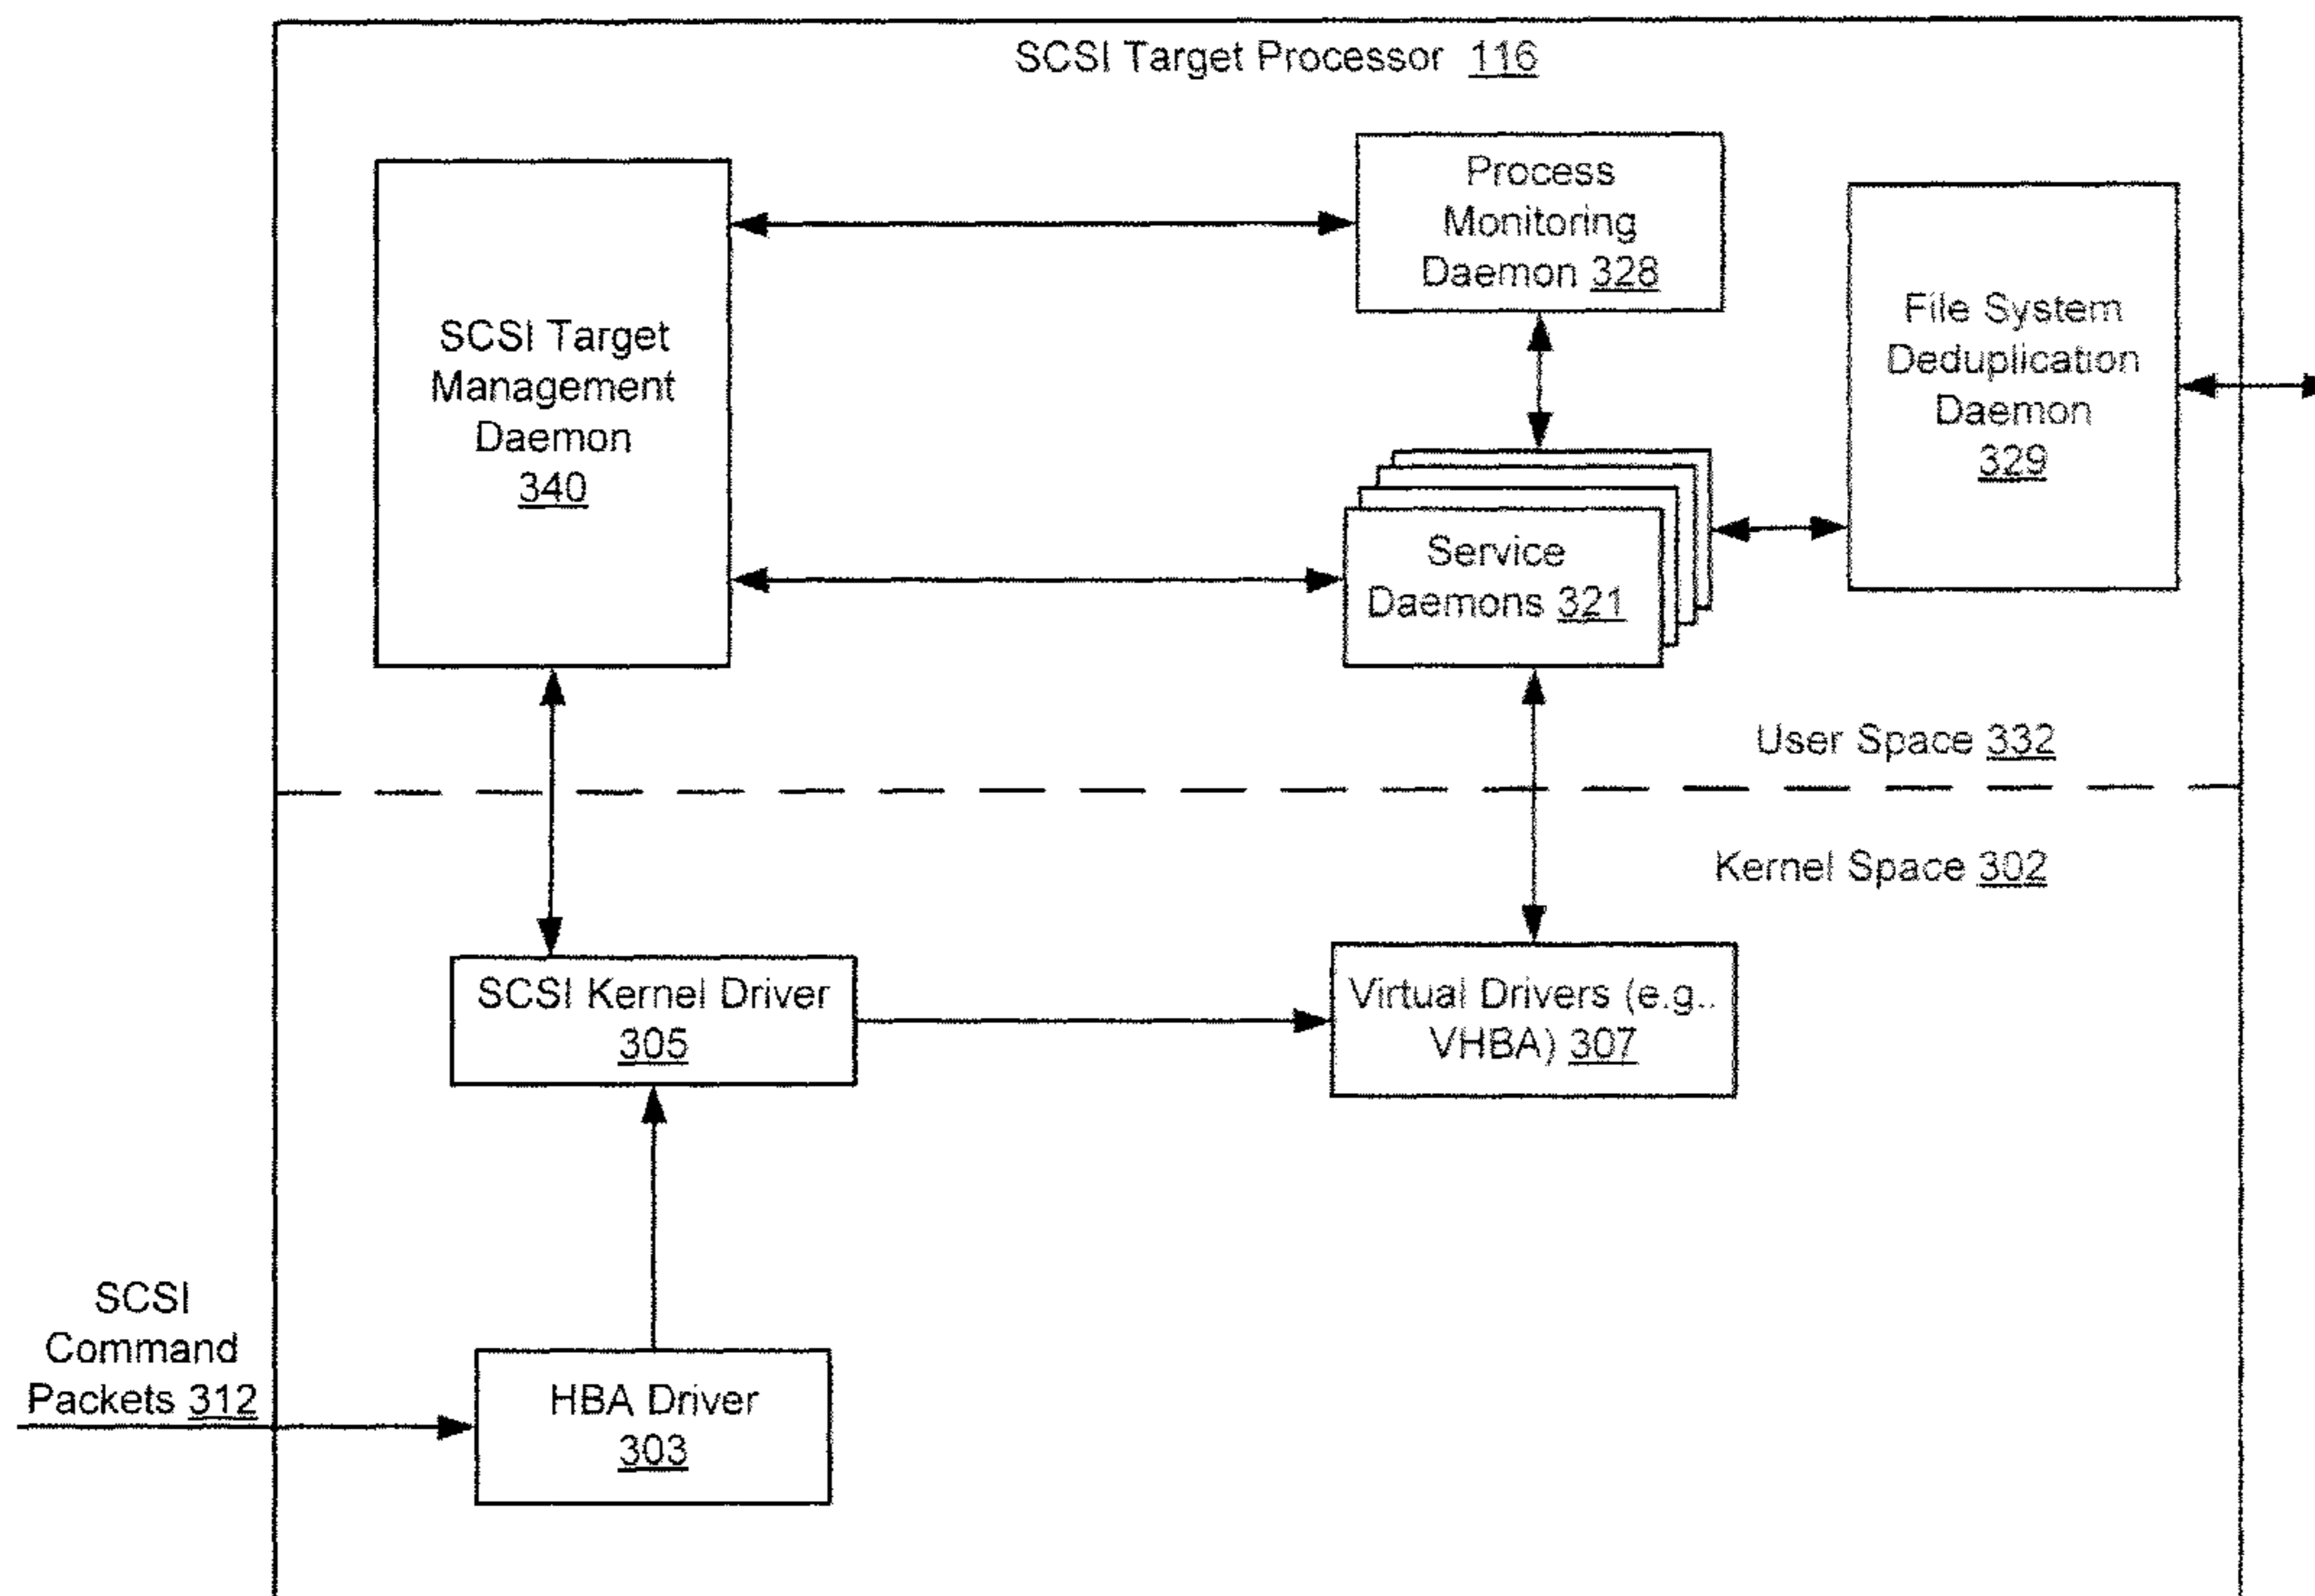 SCSI Target Processor 116
Process
Monitoring
Daemon 328
File System
Deduplication
Daemon
329
SCSI Target
Management
Daemon
340
Service
Daemons 321
User Space 332
Kernel Space 302
SCSI Kernel Driver
305
Virtual Drivers (e.g..
VHBA) 307
SCSI
Command
Packets 312
HBA Driver
303